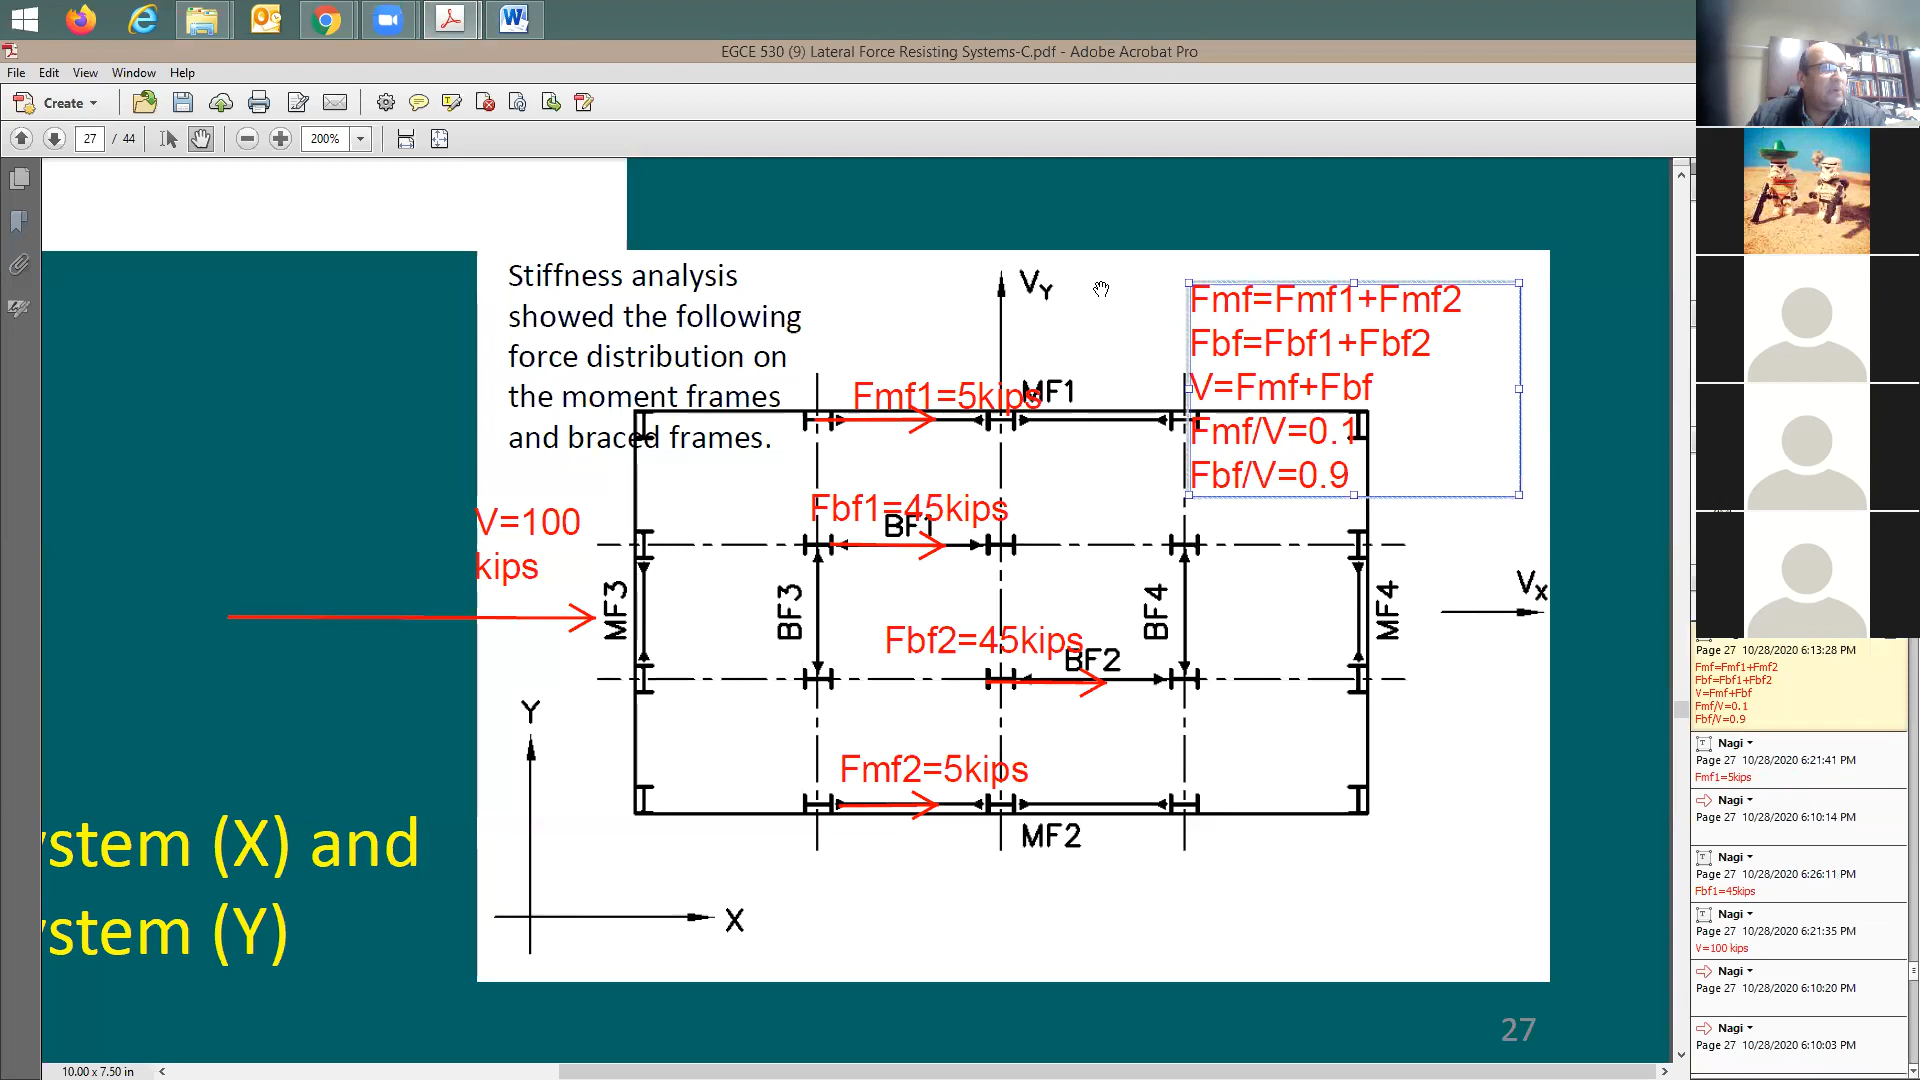 EGCE 530 (9) Lateral Force Resisting Systems-C.pdf - Adobe Acrobat Pro
File Edit View Window Help
Create
27 / 44
200%
Stiffness analysis
showed the following
force distribution on
the moment frames
and braced frames.
VY
Fmf=Fmf1+Fmf2
Fbf=Fbf1+Fbf2
V=Fmf+Fbf
Fmf/V=0.1
Fbf/V=0.9
Fmf1=5kips
MF1
V=100
kips
Fbf1=45kips
BF1
MF3
BF3
BF4
MF4
VX
Fbf2=45kips
BF2
Y
Fmf2=5kips
MF2
X
ystem (X) and
ystem (Y)
27
Page 27 10/28/2020 6:13:28 PM
Fmf=Fmf1+Fmf2
Fbf=Fbf1+Fbf2
V=Fmf+Fbf
Fmf/V=0.1
Fbf/V=0.9
Nagi
Page 27 10/28/2020 6:21:41 PM
Fmf1=5kips
Nagi
Page 27 10/28/2020 6:10:14 PM
Nagi
Page 27 10/28/2020 6:26:11 PM
Fbf1=45kips
Nagi
Page 27 10/28/2020 6:21:35 PM
V=100 kips
Nagi
Page 27 10/28/2020 6:10:20 PM
Nagi
Page 27 10/28/2020 6:10:03 PM
10.00 x 7.50 in